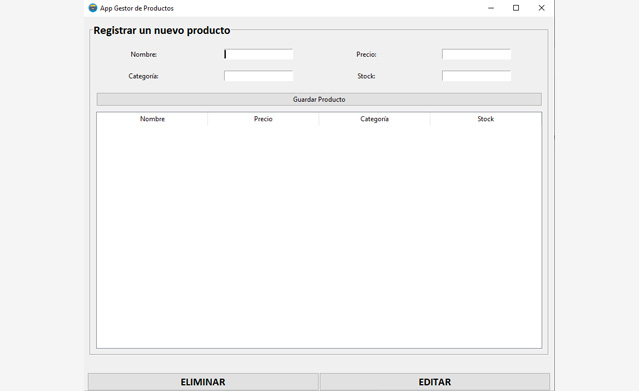 App Gestor de Productos
Registrar un nuevo producto
Nombre: Precio:
Categoría: Stock:
Guardar Producto
Nombre Precio Categoría Stock
ELIMINAR EDITAR